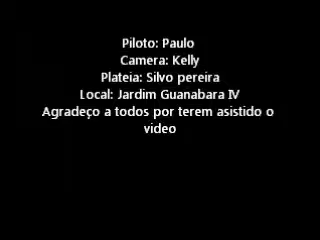 Piloto: Paulo
Camera: Kelly
Plateia: Silvo pereira
Local: Jardim Guanabara IV
Agradeço a todos por terem asistido o
video